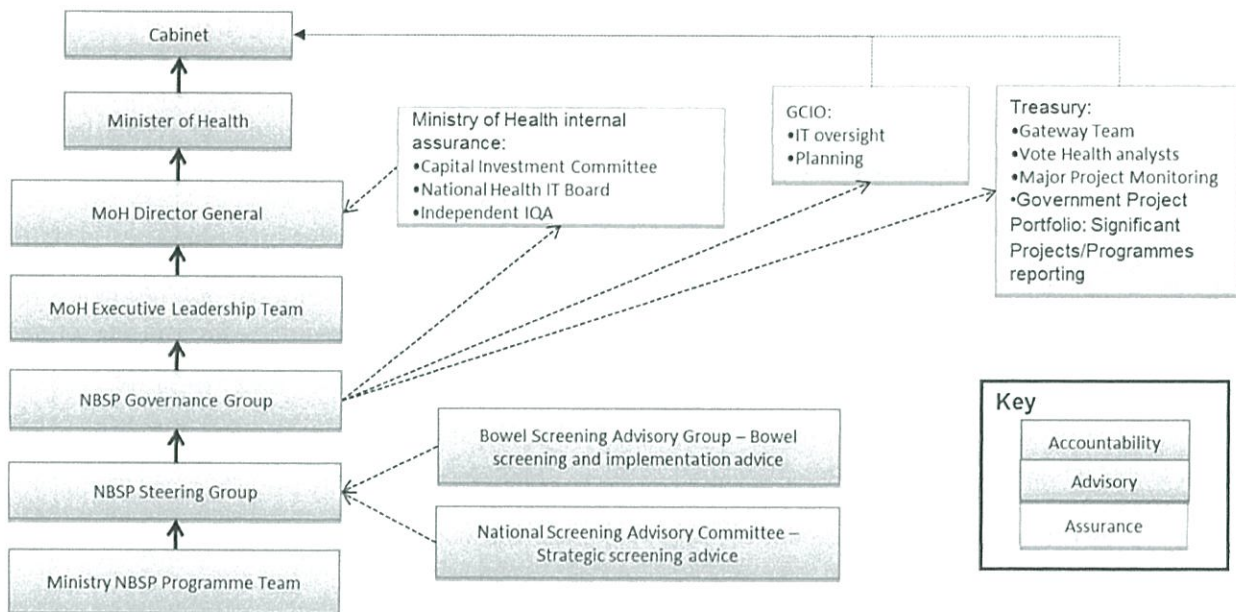 Cabinet
Minister of Health
MoH Director General
MoH Executive Leadership Team
NBSP Governance Group
NBSP Steering Group
Ministry NBSP Programme Team
Ministry of Health internal
assurance:
•Capital Investment Committee
•National Health IT Board
•Independent IQA
GCIO:
•IT oversight
•Planning
Treasury:
•Gateway Team
•Vote Health analysts
•Major Project Monitoring
•Government Project
Portfolio: Significant
Projects/Programmes
reporting
Bowel Screening Advisory Group – Bowel
screening and implementation advice
National Screening Advisory Committee –
Strategic screening advice
Key
Accountability
Advisory
Assurance